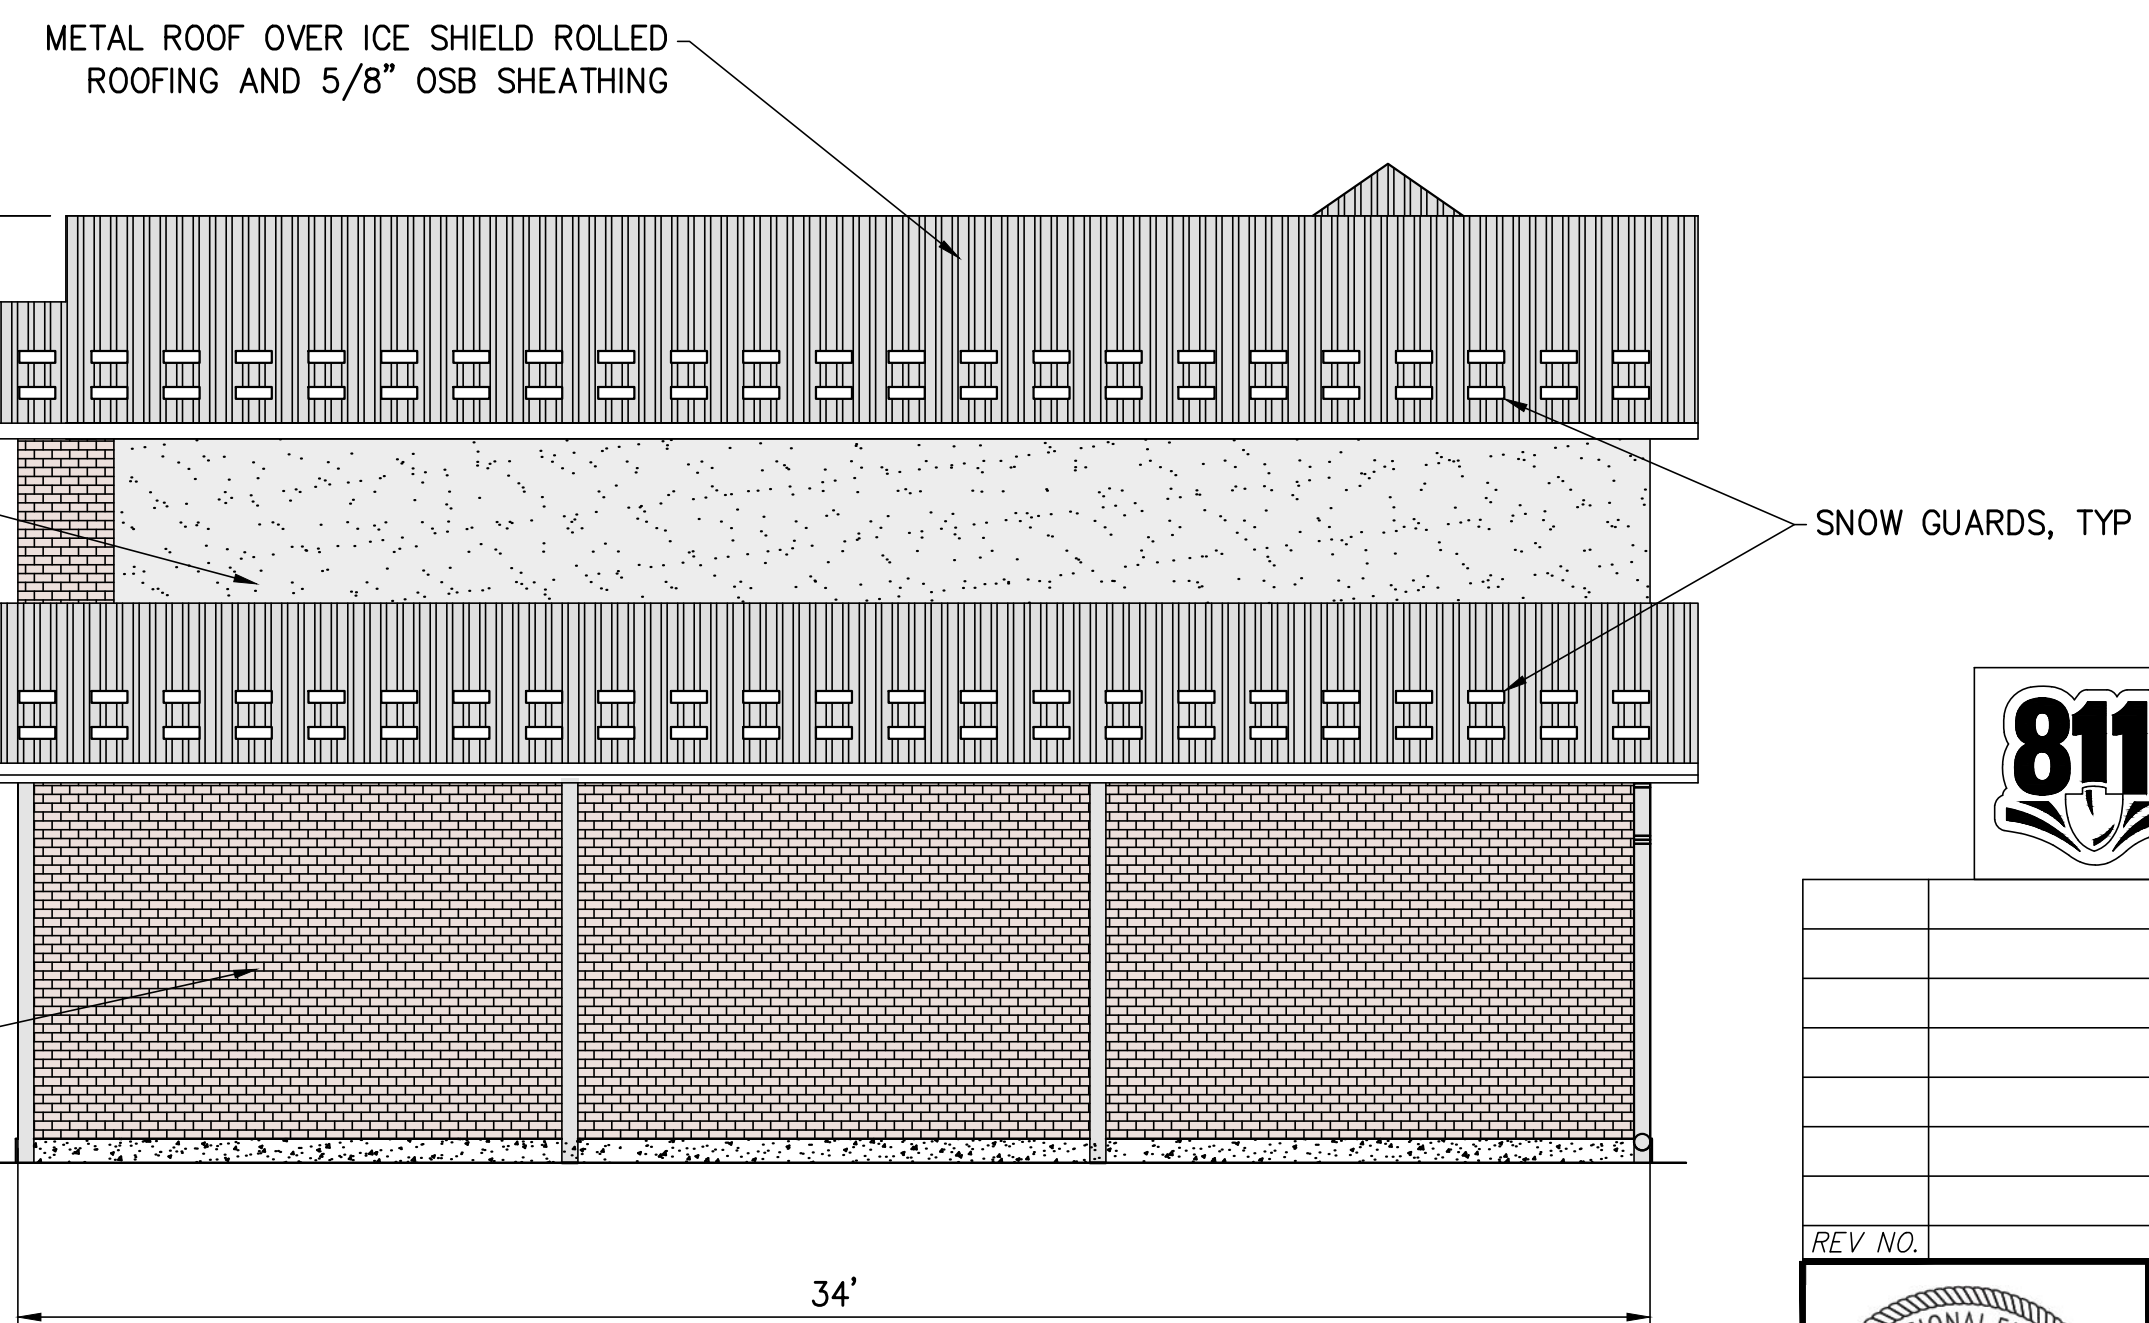 METAL ROOF OVER ICE SHIELD ROLLED
ROOFING AND 5/8" OSB SHEATHING
SNOW GUARDS, TYP
811
REV NO.
34'